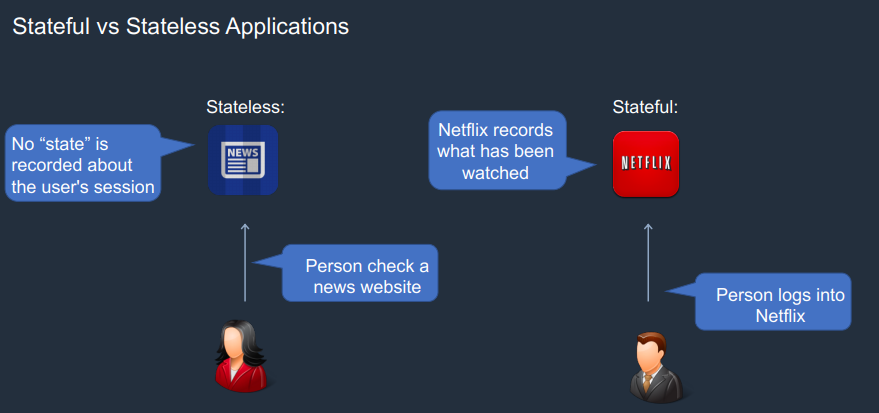 Stateful vs Stateless Applications
Stateless:
No “state” is
recorded about
the user's session
NEWS
Person check a
news website
Stateful:
Netflix records
what has been
watched
NETFLIX
Person logs into
Netflix